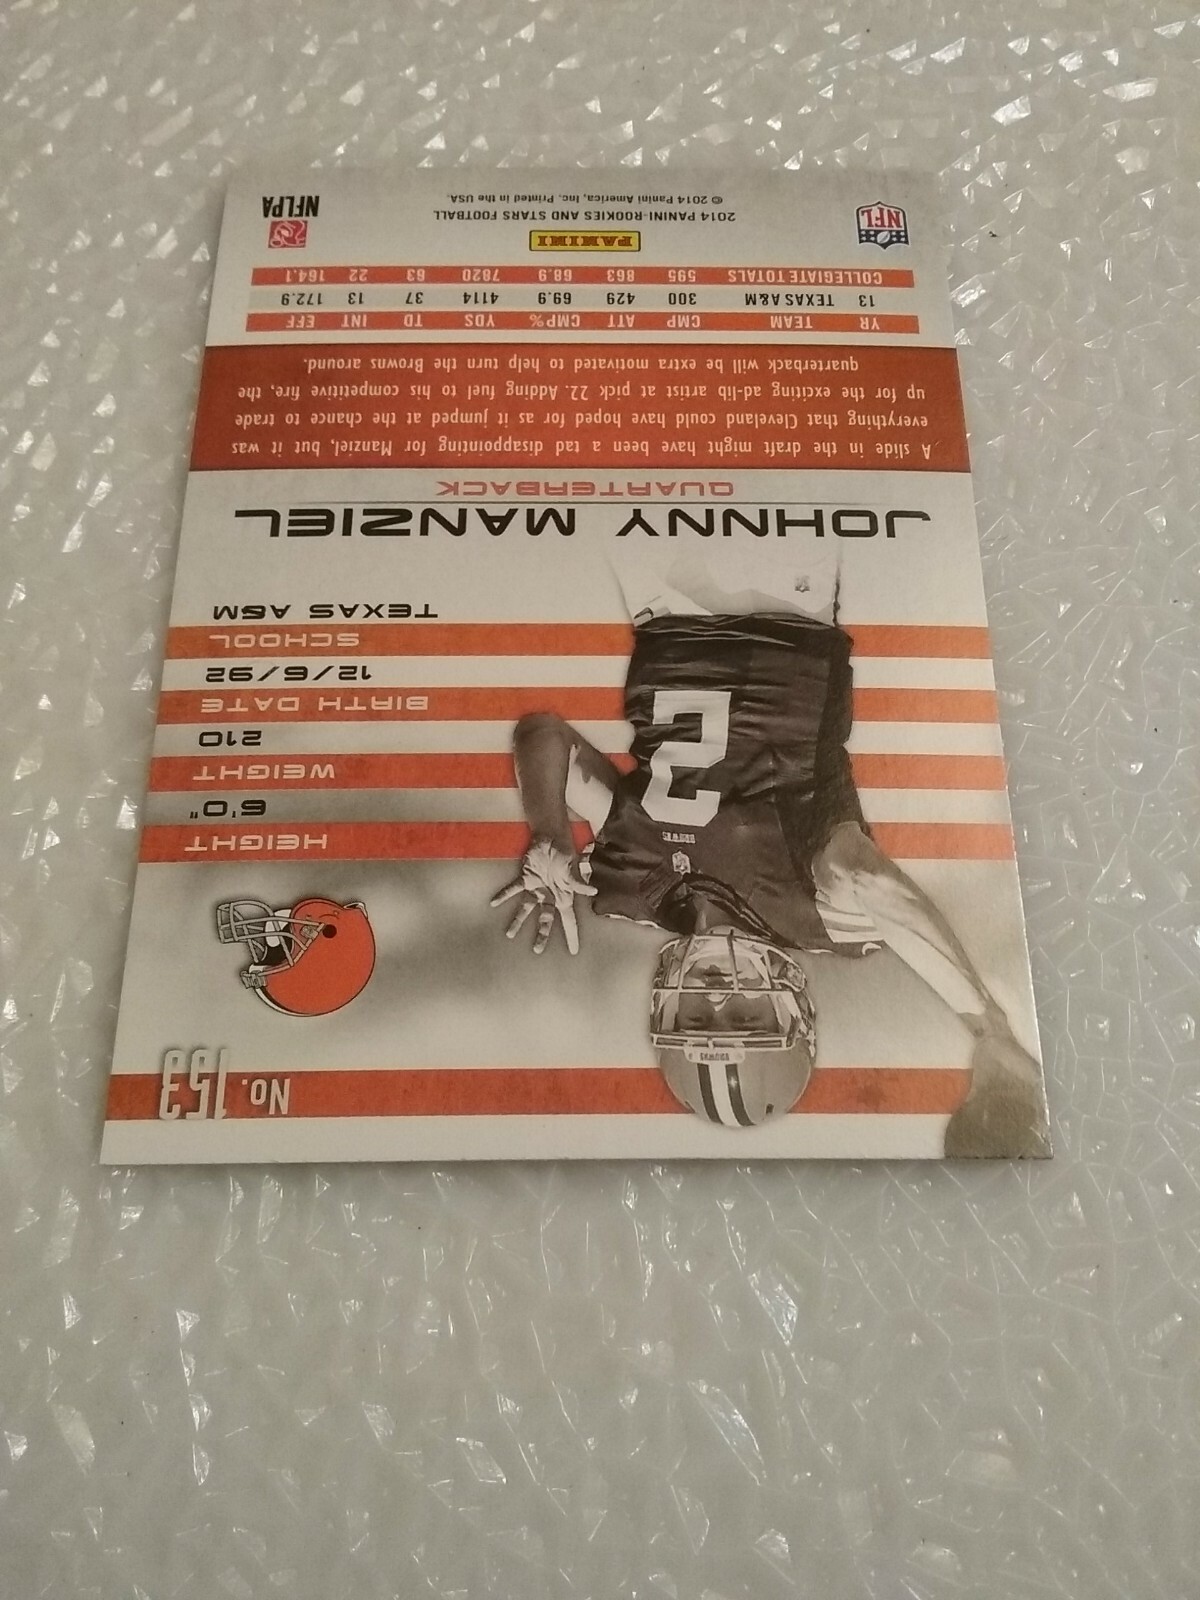 No. 153
BROWNS
HEIGHT
6'0"
WEIGHT
210
BIRTH DATE
12/6/92
SCHOOL
TEXAS A&M
BROWNS
2
JOHNNY MANZIEL
QUARTERBACK
A slide in the draft might have been a tad disappointing for Manziel, but it was
everything that Cleveland could have hoped for as it jumped at the chance to trade
up for the exciting ad-lib artist at pick 22. Adding fuel to his competitive fire, the
quarterback will be extra motivated to help turn the Browns around.
YR TEAM CMP ATT CMP% YDS TD INT EFF
13 TEXAS A&M 300 429 69.9 4114 37 13 172.9
COLLEGIATE TOTALS 595 863 68.9 7820 63 22 164.1
NFL
PANINI
2014 PANINI-ROOKIES AND STARS FOOTBALL
© 2014 Panini America, Inc. Printed in the USA.
NFLPA